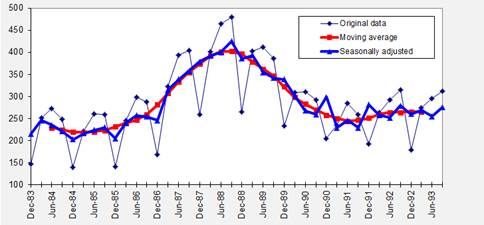 500
450
400
350
300
250
200
150
100
Original data
Moving average
Seasonally adjusted
Dec-83
Jun-84
Dec-84
Jun-85
Dec-85
Jun-86
Dec-86
Jun-87
Dec-87
Jun-88
Dec-88
Jun-89
Dec-89
Jun-90
Dec-90
Jun-91
Dec-91
Jun-92
Dec-92
Jun-93